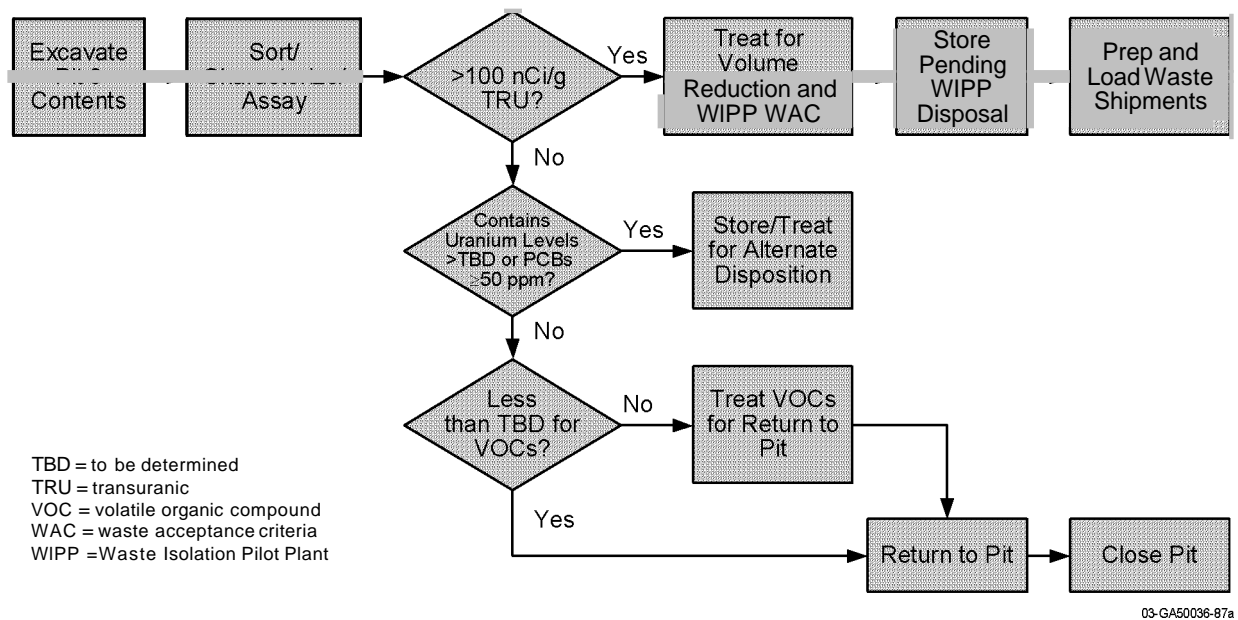 Excavate
Contents
Sort/
Assay
>100 nCi/g
TRU?
Yes
No
Treat for
Volume
Reduction and
WIPP WAC
Store
Pending
WIPP
Disposal
Prep and
Load Waste
Shipments
Contains
Uranium Levels
>TBD or PCBs
≥50 ppm?
Yes
No
Store/Treat
for Alternate
Disposition
Less
than TBD for
VOCs?
No
Yes
Treat VOCs
for Return to
Pit
Return to Pit
Close Pit
TBD = to be determined
TRU = transuranic
VOC = volatile organic compound
WAC = waste acceptance criteria
WIPP =Waste Isolation Pilot Plant
03-GA50036-87a